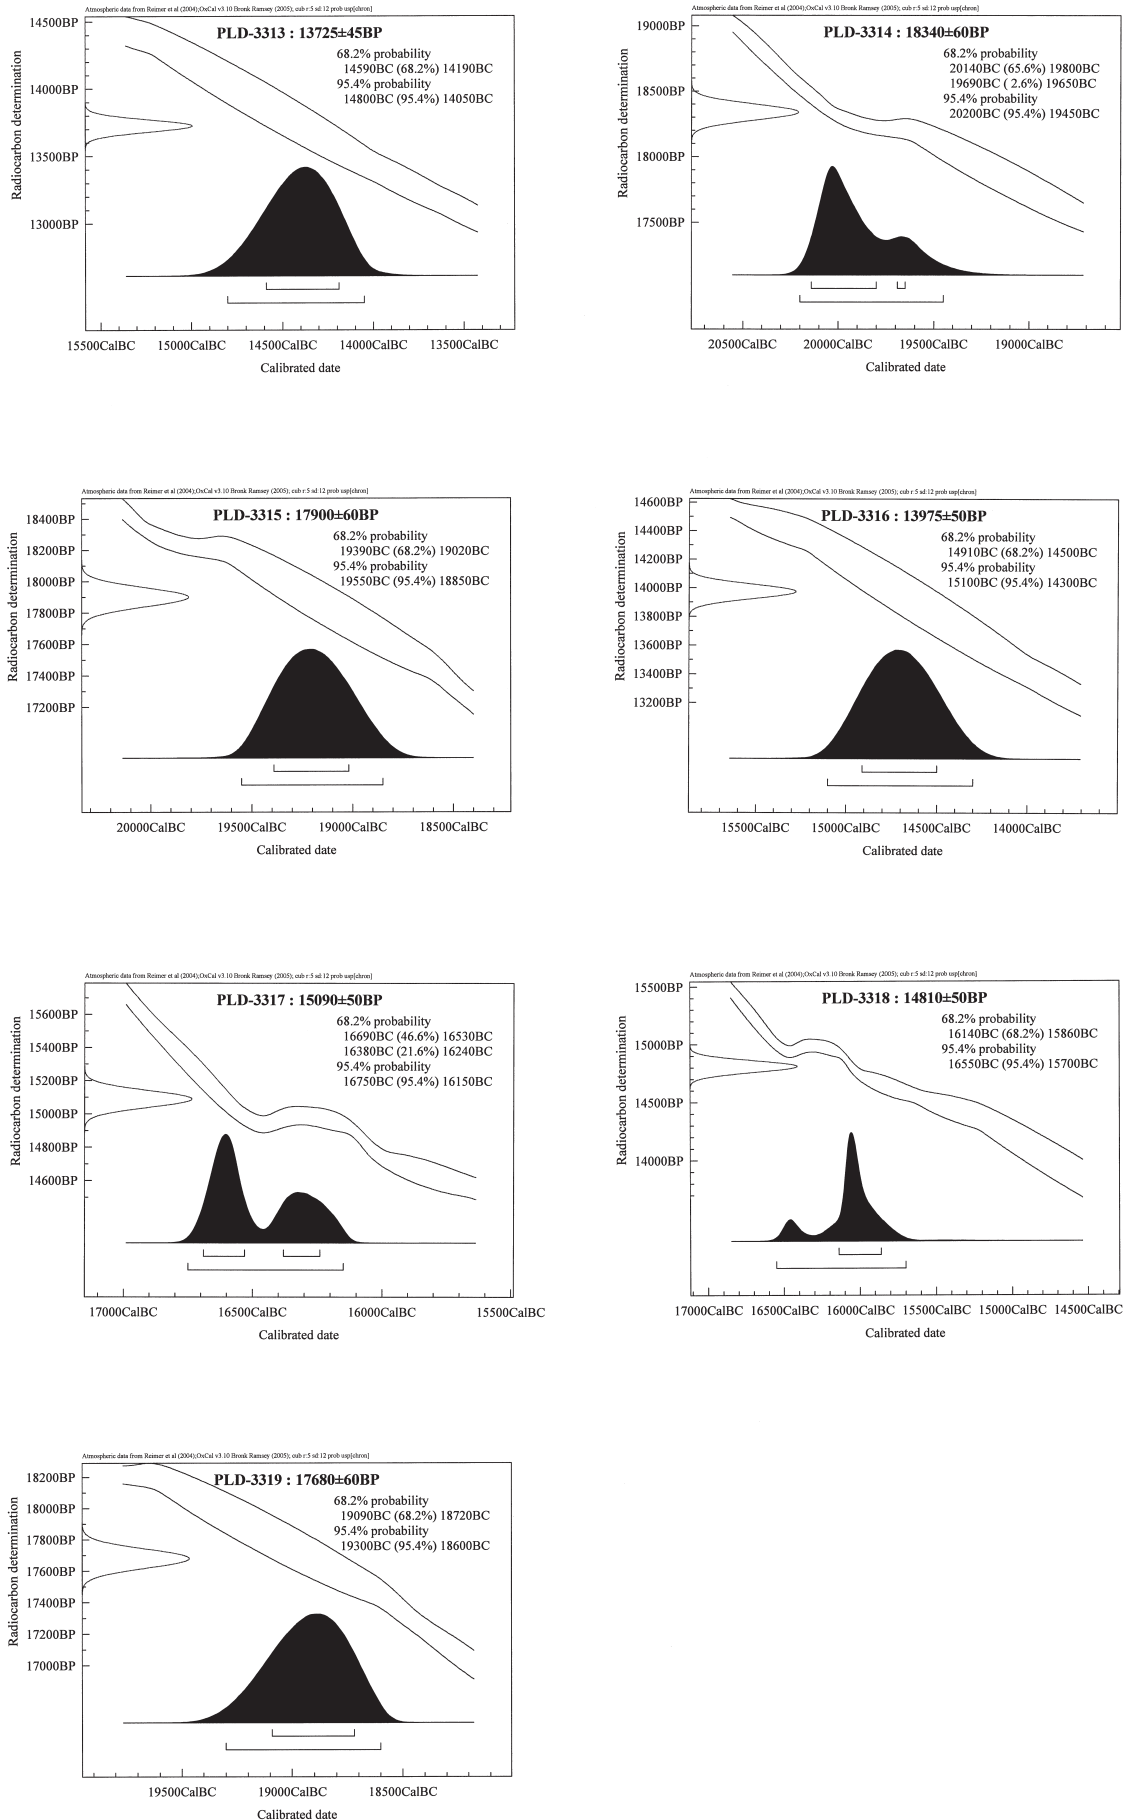 Atmospheric data from Reimer et al (2004);OxCal v3.10 Bronk Ramsey (2005); cub r:5 sd:12 prob usp[chron]
PLD-3313 : 13725±45BP
68.2% probability
14590BC (68.2%) 14190BC
95.4% probability
14800BC (95.4%) 14050BC
Radiocarbon determination
14500BP
14000BP
13500BP
13000BP
15500CalBC 15000CalBC 14500CalBC 14000CalBC 13500CalBC
Calibrated date
Atmospheric data from Reimer et al (2004);OxCal v3.10 Bronk Ramsey (2005); cub r:5 sd:12 prob usp[chron]
PLD-3314 : 18340±60BP
68.2% probability
20140BC (65.6%) 19800BC
19690BC ( 2.6%) 19650BC
95.4% probability
20200BC (95.4%) 19450BC
Radiocarbon determination
19000BP
18500BP
18000BP
17500BP
20500CalBC 20000CalBC 19500CalBC 19000CalBC
Calibrated date
Atmospheric data from Reimer et al (2004);OxCal v3.10 Bronk Ramsey (2005); cub r:5 sd:12 prob usp[chron]
PLD-3315 : 17900±60BP
68.2% probability
19390BC (68.2%) 19020BC
95.4% probability
19550BC (95.4%) 18850BC
Radiocarbon determination
18400BP
18200BP
18000BP
17800BP
17600BP
17400BP
17200BP
20000CalBC 19500CalBC 19000CalBC 18500CalBC
Calibrated date
Atmospheric data from Reimer et al (2004);OxCal v3.10 Bronk Ramsey (2005); cub r:5 sd:12 prob usp[chron]
PLD-3316 : 13975±50BP
68.2% probability
14910BC (68.2%) 14500BC
95.4% probability
15100BC (95.4%) 14300BC
Radiocarbon determination
14600BP
14400BP
14200BP
14000BP
13800BP
13600BP
13400BP
13200BP
15500CalBC 15000CalBC 14500CalBC 14000CalBC
Calibrated date
Atmospheric data from Reimer et al (2004);OxCal v3.10 Bronk Ramsey (2005); cub r:5 sd:12 prob usp[chron]
PLD-3317 : 15090±50BP
68.2% probability
16690BC (46.6%) 16530BC
16380BC (21.6%) 16240BC
95.4% probability
16750BC (95.4%) 16150BC
Radiocarbon determination
15600BP
15400BP
15200BP
15000BP
14800BP
14600BP
17000CalBC 16500CalBC 16000CalBC 15500CalBC
Calibrated date
Atmospheric data from Reimer et al (2004);OxCal v3.10 Bronk Ramsey (2005); cub r:5 sd:12 prob usp[chron]
PLD-3318 : 14810±50BP
68.2% probability
16140BC (68.2%) 15860BC
95.4% probability
16550BC (95.4%) 15700BC
Radiocarbon determination
15500BP
15000BP
14500BP
14000BP
17000CalBC 16500CalBC 16000CalBC 15500CalBC 15000CalBC 14500CalBC
Calibrated date
Atmospheric data from Reimer et al (2004);OxCal v3.10 Bronk Ramsey (2005); cub r:5 sd:12 prob usp[chron]
PLD-3319 : 17680±60BP
68.2% probability
19090BC (68.2%) 18720BC
95.4% probability
19300BC (95.4%) 18600BC
Radiocarbon determination
18200BP
18000BP
17800BP
17600BP
17400BP
17200BP
17000BP
19500CalBC 19000CalBC 18500CalBC
Calibrated date